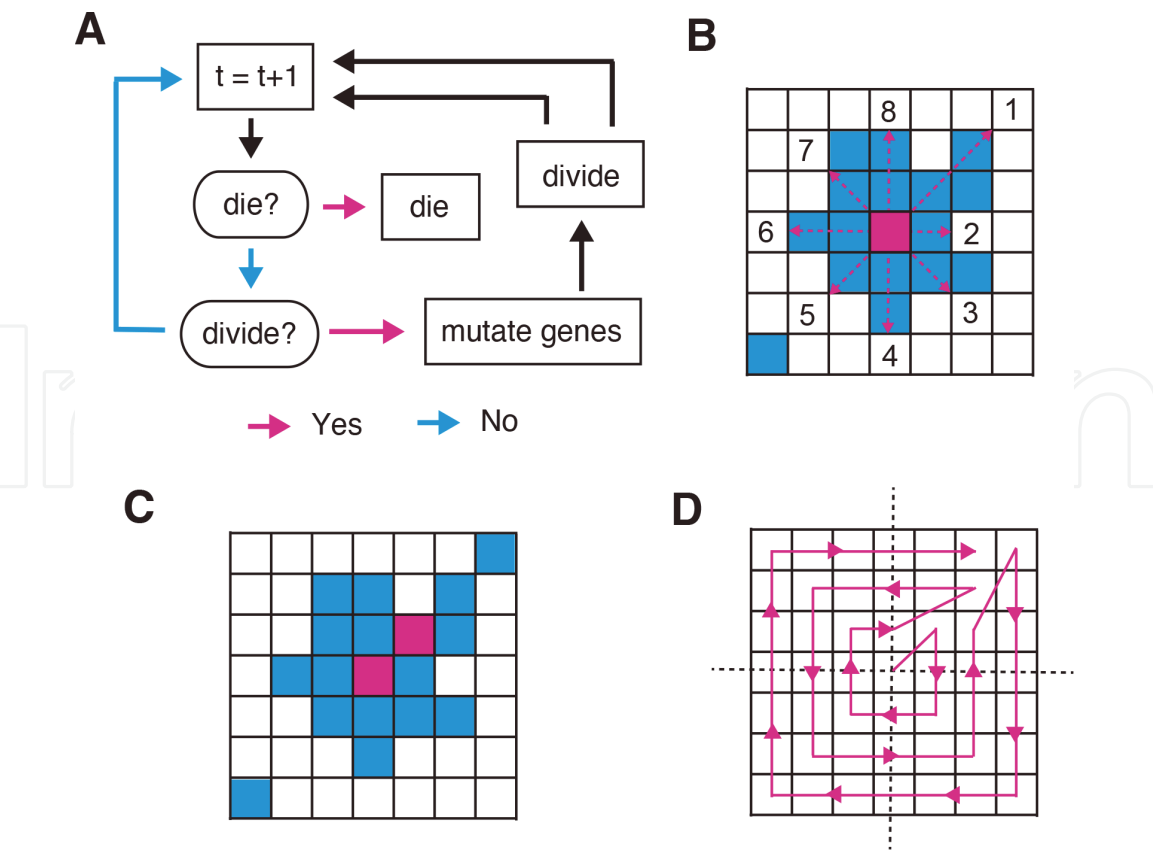 A
t = t+1
die?
die
divide
divide?
mutate genes
Yes
No
B
8
1
7
6
2
5
3
4
C
D